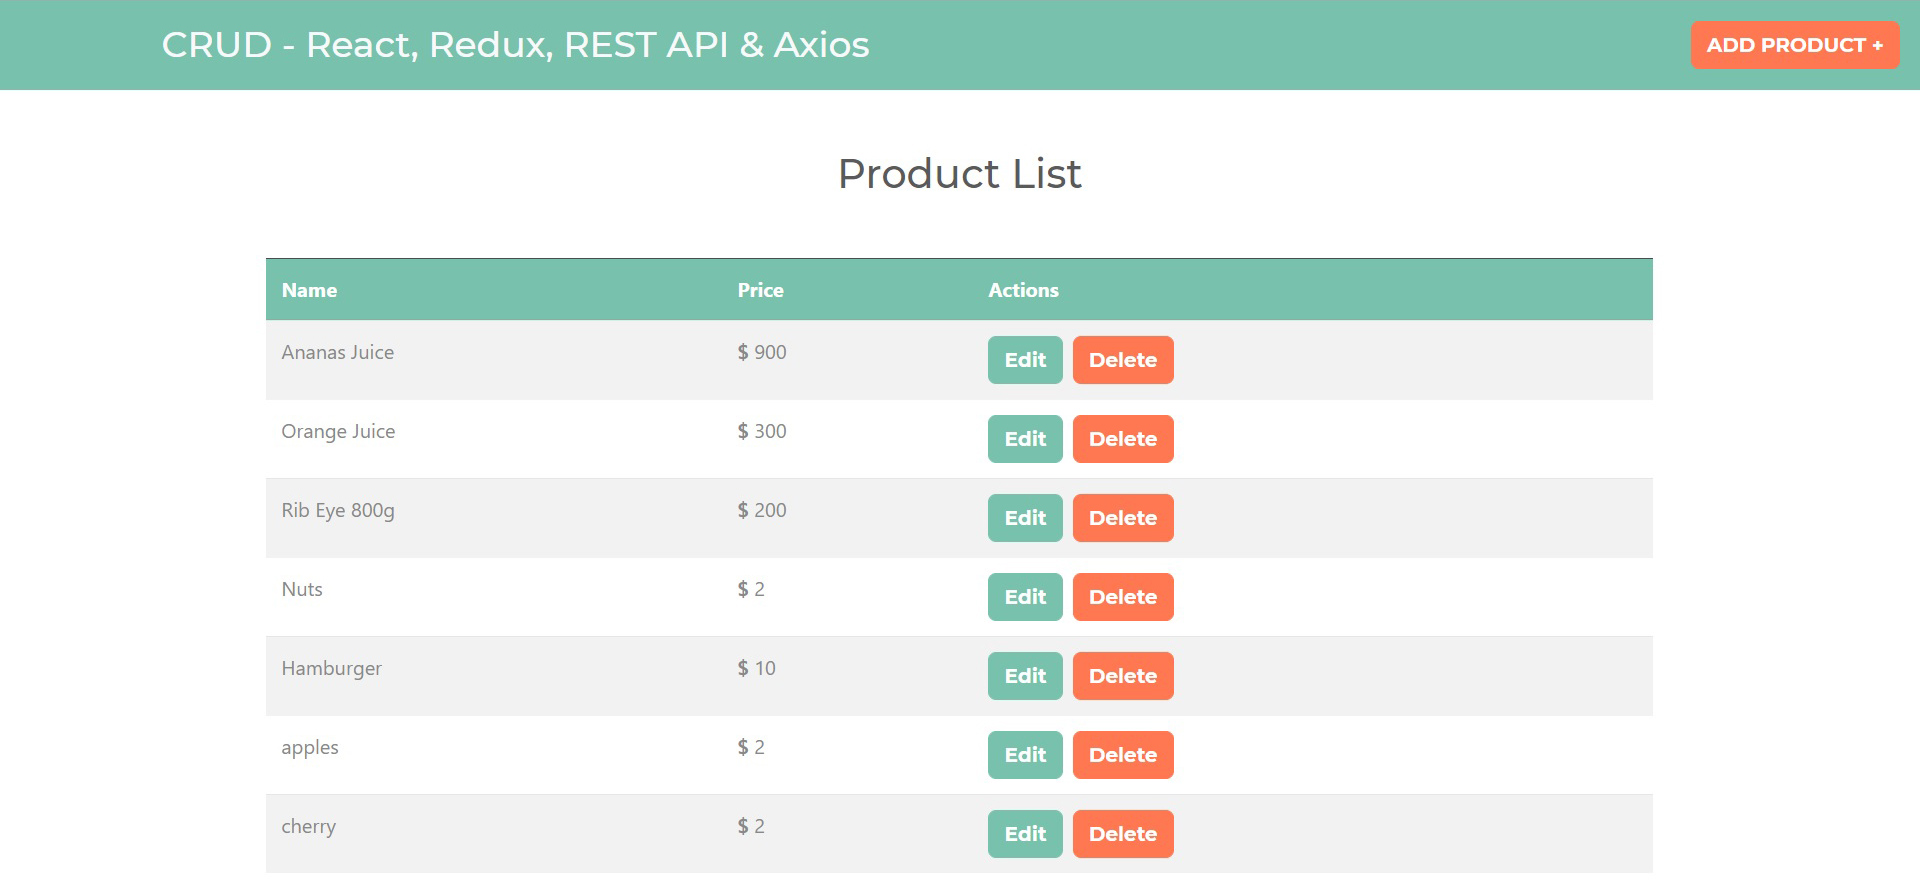 CRUD - React, Redux, REST API & Axios
ADD PRODUCT +
Product List
Name Price Actions
Ananas Juice $ 900 Edit Delete
Orange Juice $ 300 Edit Delete
Rib Eye 800g $ 200 Edit Delete
Nuts $ 2 Edit Delete
Hamburger $ 10 Edit Delete
apples $ 2 Edit Delete
cherry $ 2 Edit Delete